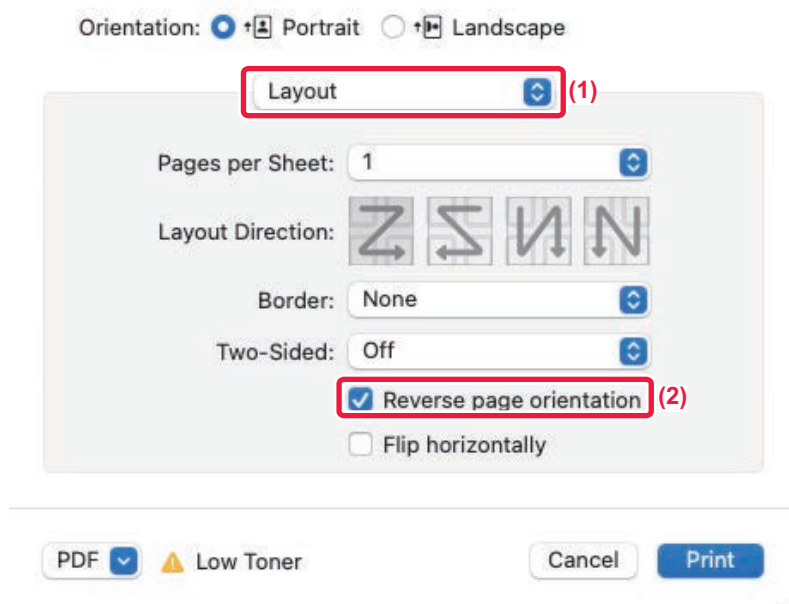 Orientation: Portrait Landscape
Layout (1)
Pages per Sheet: 1
Layout Direction:
Border: None
Two-Sided: Off
Reverse page orientation (2)
Flip horizontally
PDF Low Toner Cancel Print